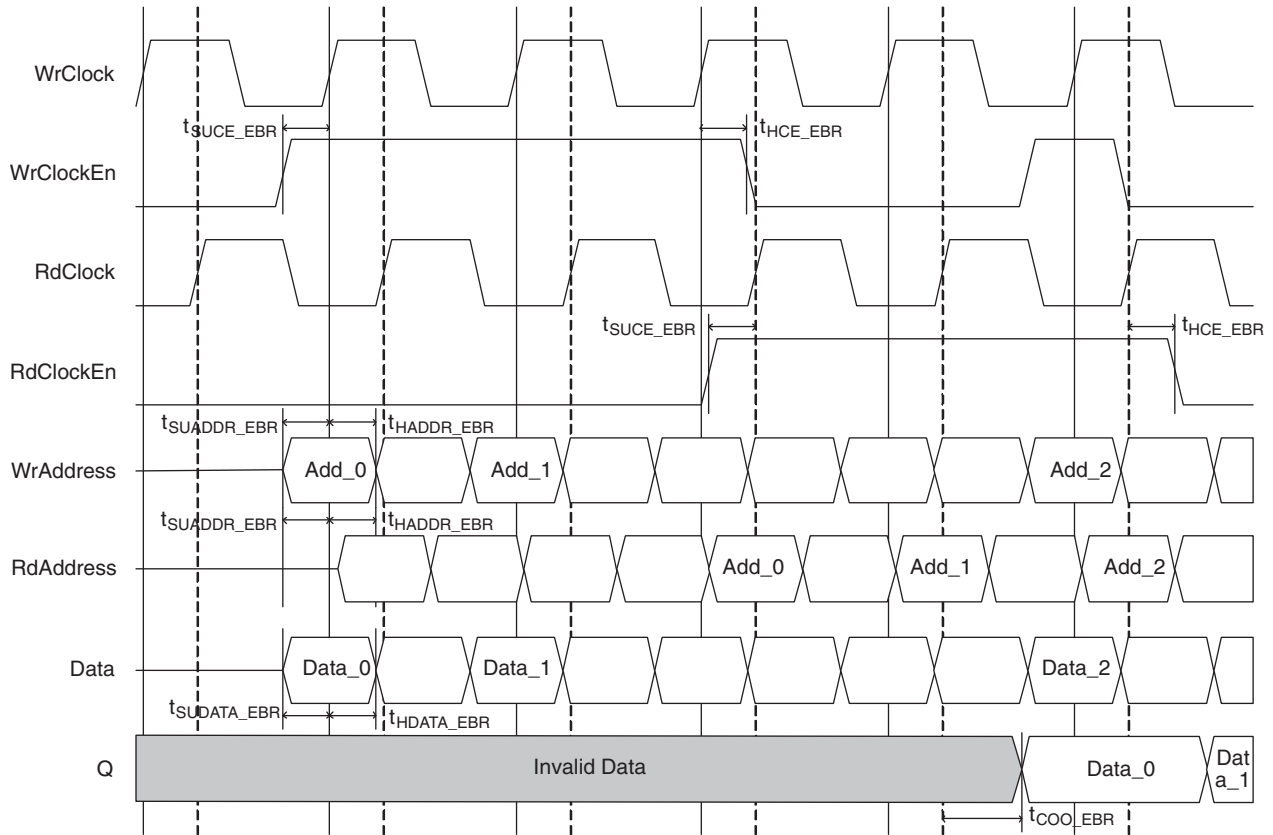 WrClock
tSUCE_EBR tHCE_EBR
WrClockEn
RdClock
tSUCE_EBR tHCE_EBR
RdClockEn
tSUADDR_EBR tHADDR_EBR
WrAddress Add_0 Add_1 Add_2
tSUADDR_EBR tHADDR_EBR
RdAddress Add_0 Add_1 Add_2
Data Data_0 Data_1 Data_2
tSUDATA_EBR tHDATA_EBR
Q Invalid Data Data_0 Dat
a_1
tCOO_EBR